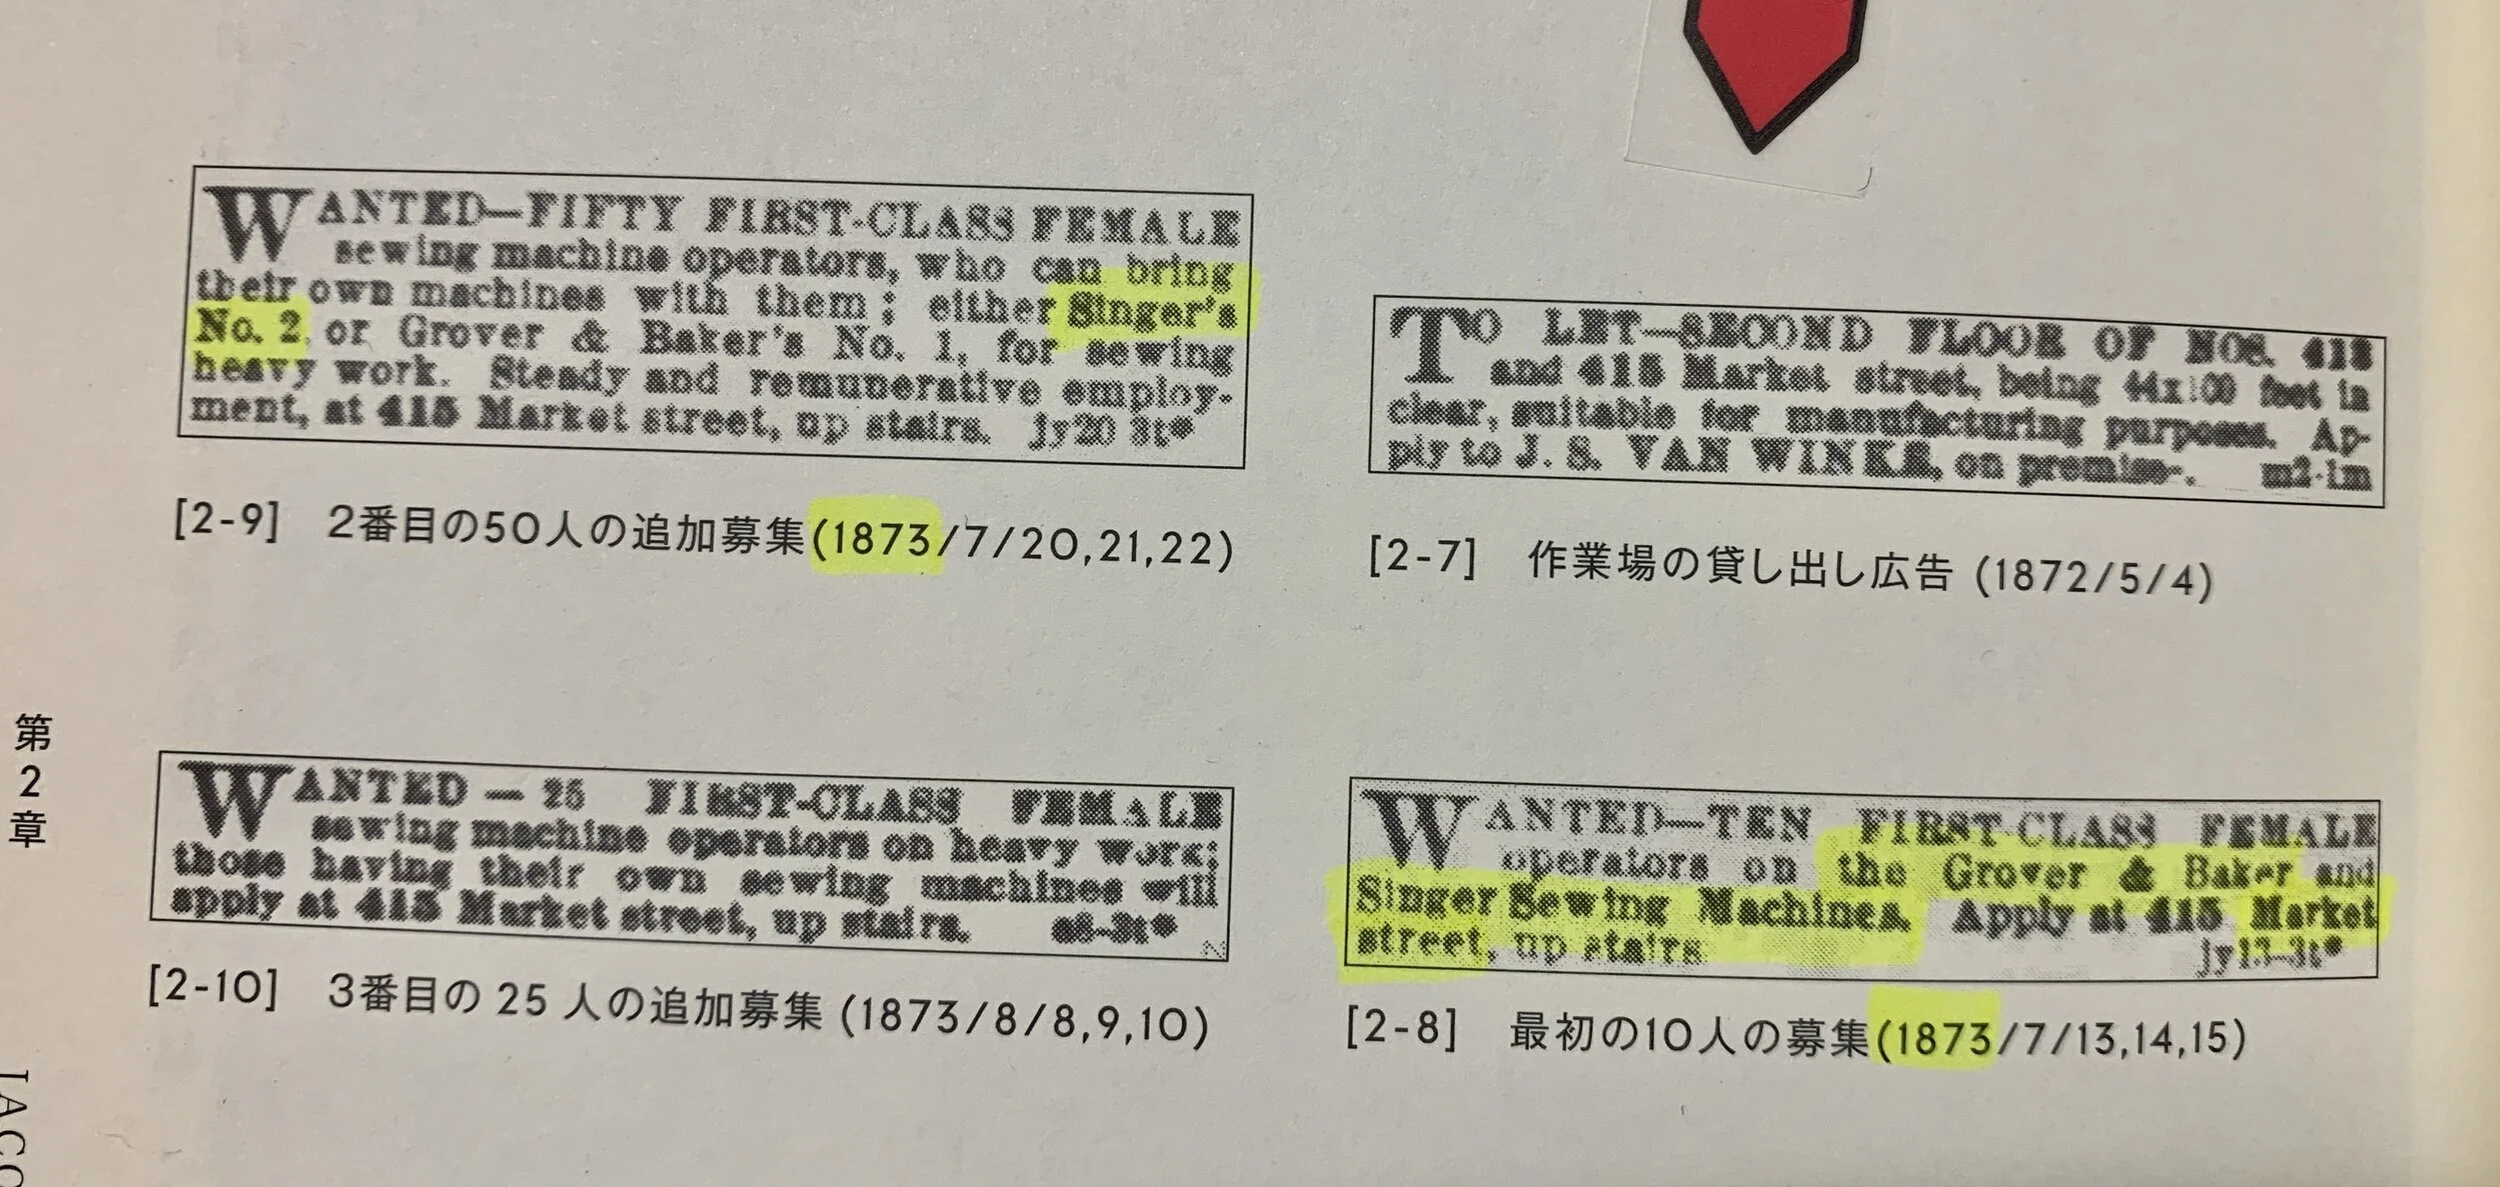 WANTED—FIFTY FIRST-CLASS FEMALE
sewing machine operators, who can bring
their own machines with them; either Singer's
No. 2 or Grover & Baker's No. 1, for sewing
heavy work. Steady and remunerative employ-
ment, at 415 Market street, up stairs. jy20 3t*
[2-9] 2番目の50人の追加募集(1873/7/20,21,22)
TO LET—SECOND FLOOR OF NOS. 413
and 415 Market street, being 44x100 feet in
clear, suitable for manufacturing purposes. Ap-
ply to J. S. VAN WINKLE, on premise-. m2-1m
[2-7] 作業場の貸し出し広告 (1872/5/4)
WANTED — 25 FIRST-CLASS FEMALE
sewing machine operators on heavy work;
those having their own sewing machines will
apply at 415 Market street, up stairs. a8-3t*
[2-10] 3番目の 25 人の追加募集 (1873/8/8,9,10)
WANTED—TEN FIRST-CLASS FEMALE
operators on the Grover & Baker and
Singer Sewing Machines. Apply at 415 Market
street, up stairs jy13-3t*
[2-8] 最初の10人の募集(1873/7/13,14,15)
第2章